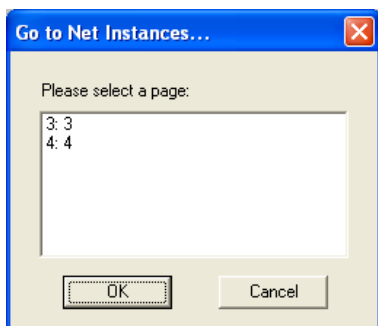 Go to Net Instances...
Please select a page:
3: 3
4: 4
OK
Cancel